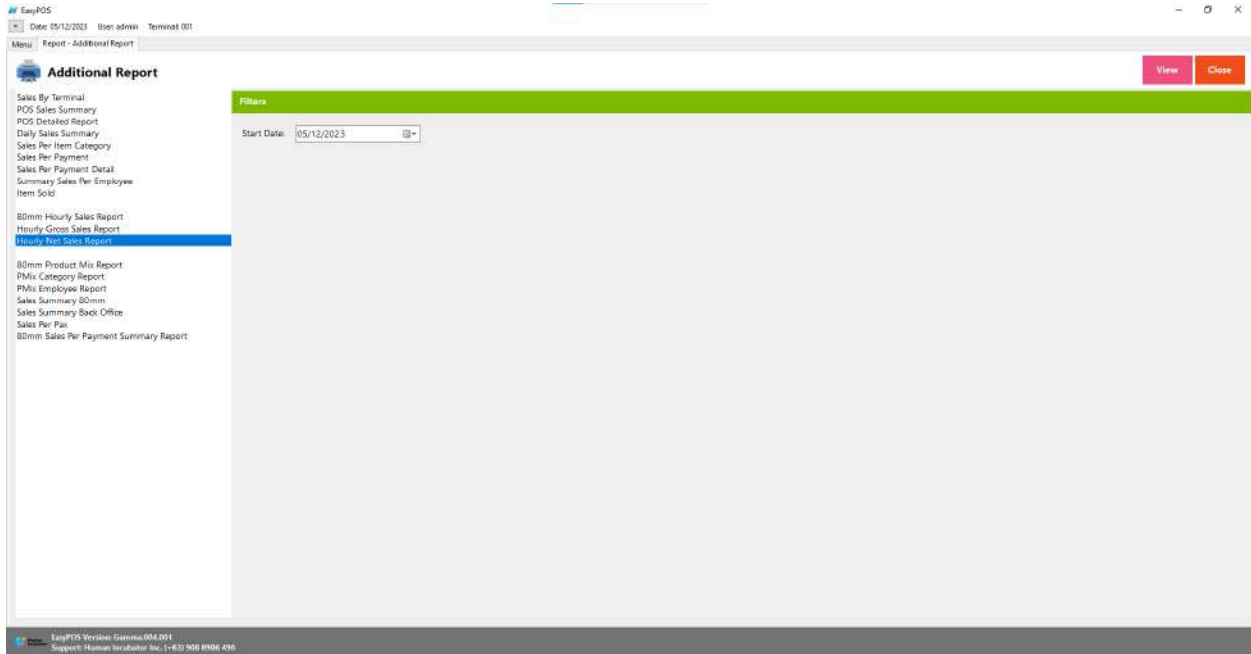 EasyPOS
Date: 05/12/2023 User: admin Terminal: 001
Menu Report - Additional Report
Additional Report
View Close
Sales By Terminal
POS Sales Summary
POS Detailed Report
Daily Sales Summary
Sales Per Item Category
Sales Per Payment
Sales Per Payment Detail
Summary Sales Per Employee
Item Sold
80mm Hourly Sales Report
Hourly Gross Sales Report
Hourly Net Sales Report
80mm Product Mix Report
PMix Category Report
PMix Employee Report
Sales Summary 80mm
Sales Summary Back Office
Sales Per Pax
80mm Sales Per Payment Summary Report
Filters
Start Date: 05/12/2023
EasyPOS Version: Gamma.004.001
Support: Human Incubator Inc. (+63) 908 8906 496